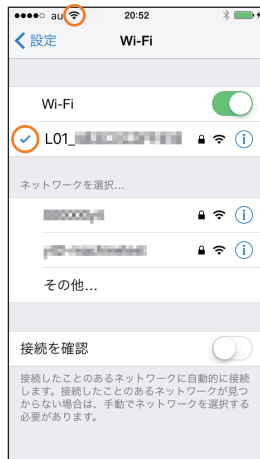 au 20:52
設定 Wi-Fi
Wi-Fi
L01_
ネットワークを選択...
その他...
接続を確認
接続したことのあるネットワークに自動的に接続
します。接続したことのあるネットワークが見つ
からない場合は、手動でネットワークを選択する
必要があります。